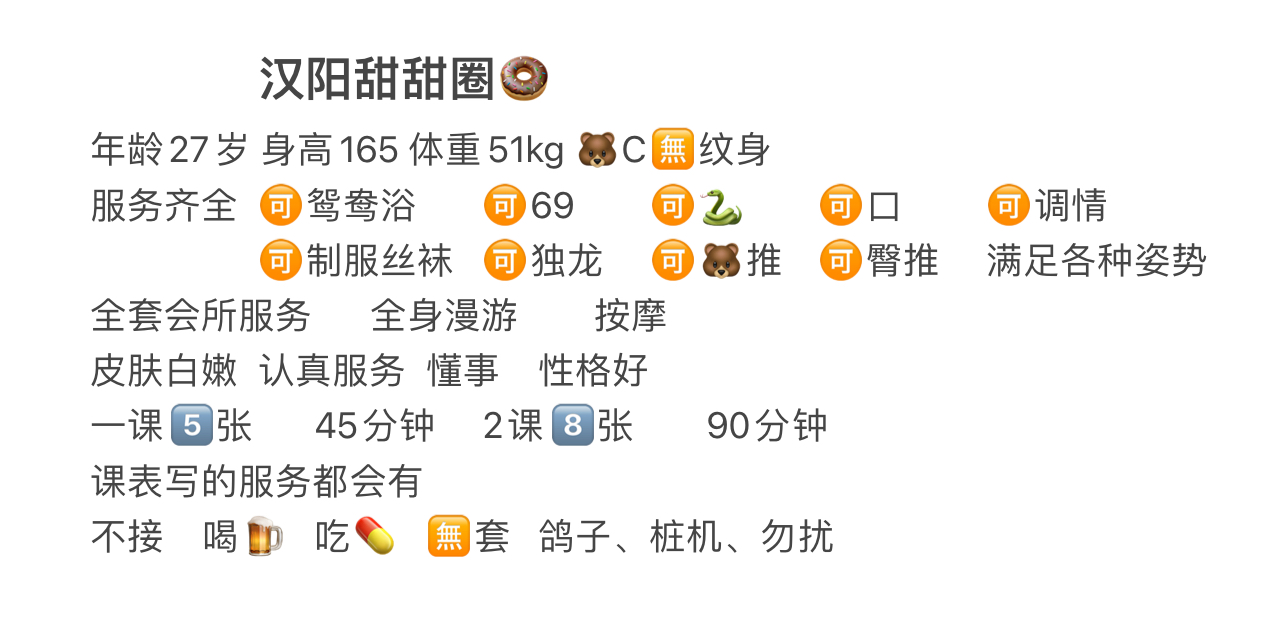 汉阳甜甜圈🍩
年龄27岁 身高165 体重51kg 🐻C🈚纹身
服务齐全 🉑鸳鸯浴 🉑69 🉑🐍 🉑口 🉑调情
🉑制服丝袜 🉑独龙 🉑🐻推 🉑臀推 满足各种姿势
全套会所服务 全身漫游 按摩
皮肤白嫩 认真服务 懂事 性格好
一课5️⃣张 45分钟 2课8️⃣张 90分钟
课表写的服务都会有
不接 喝🍺 吃💊 🈚套 鸽子、桩机、勿扰